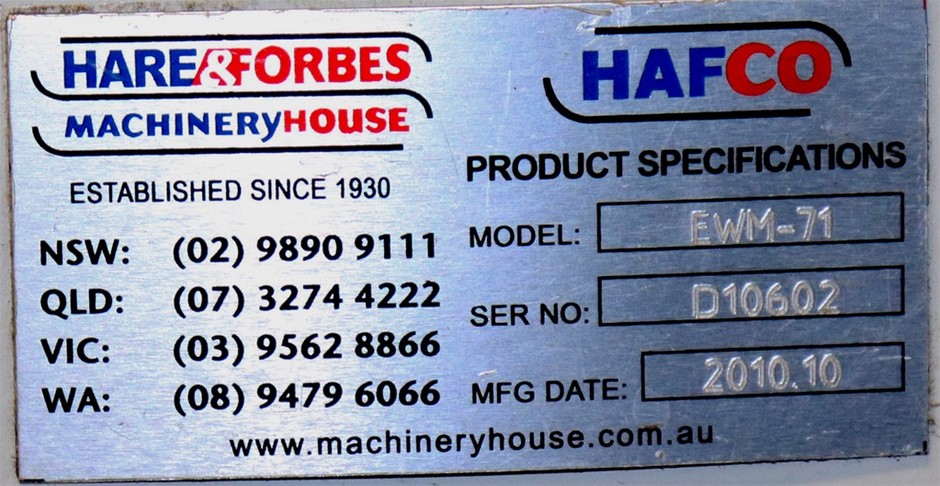 HARE&FORBES
MACHINERYHOUSE
ESTABLISHED SINCE 1930
NSW: (02) 9890 9111
QLD: (07) 3274 4222
VIC: (03) 9562 8866
WA: (08) 9479 6066
HAFCO
PRODUCT SPECIFICATIONS
MODEL: EWM-71
SER NO: D10602
MFG DATE: 2010.10
www.machineryhouse.com.au